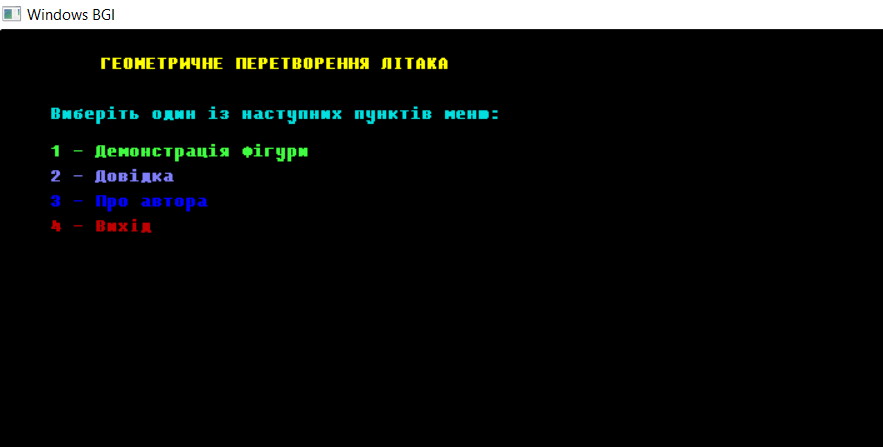 Windows BGI
ГЕОМЕТРИЧНЕ ПЕРЕТВОРЕННЯ ЛІТАКА
Виберіть один із наступних пунктів меню:
1 - Демонстрація фігури
2 - Довідка
3 - Про автора
4 - Вихід